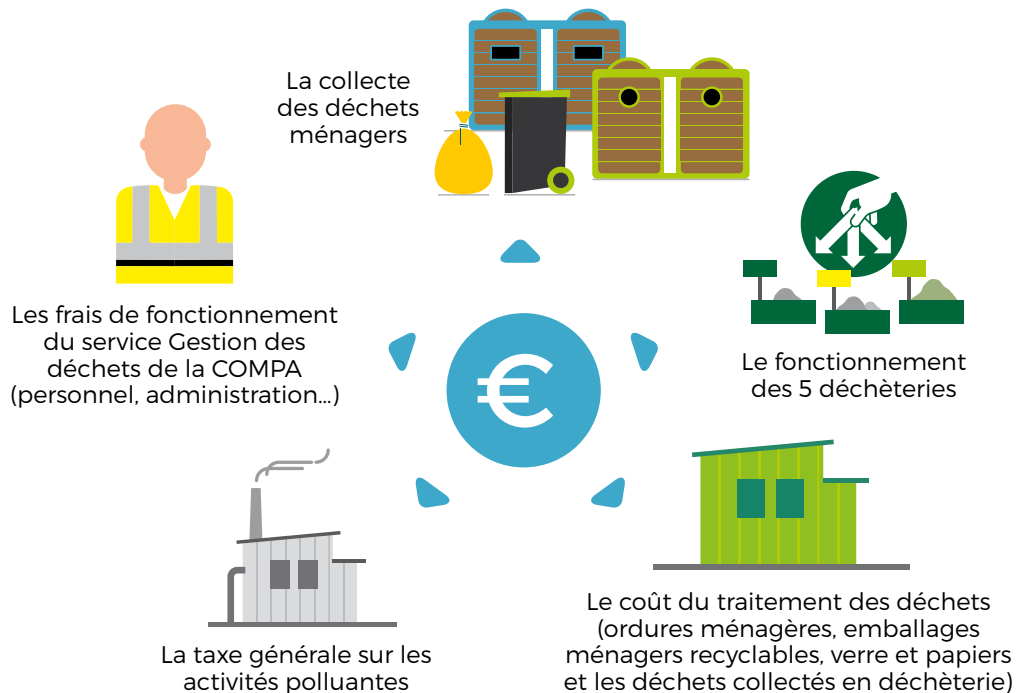 La collecte
des déchets
ménagers
Les frais de fonctionnement
du service Gestion des
déchets de la COMPA
(personnel, administration...)
€
Le fonctionnement
des 5 déchèteries
La taxe générale sur les
activités polluantes
Le coût du traitement des déchets
(ordures ménagères, emballages
ménagers recyclables, verre et papiers
et les déchets collectés en déchèterie)